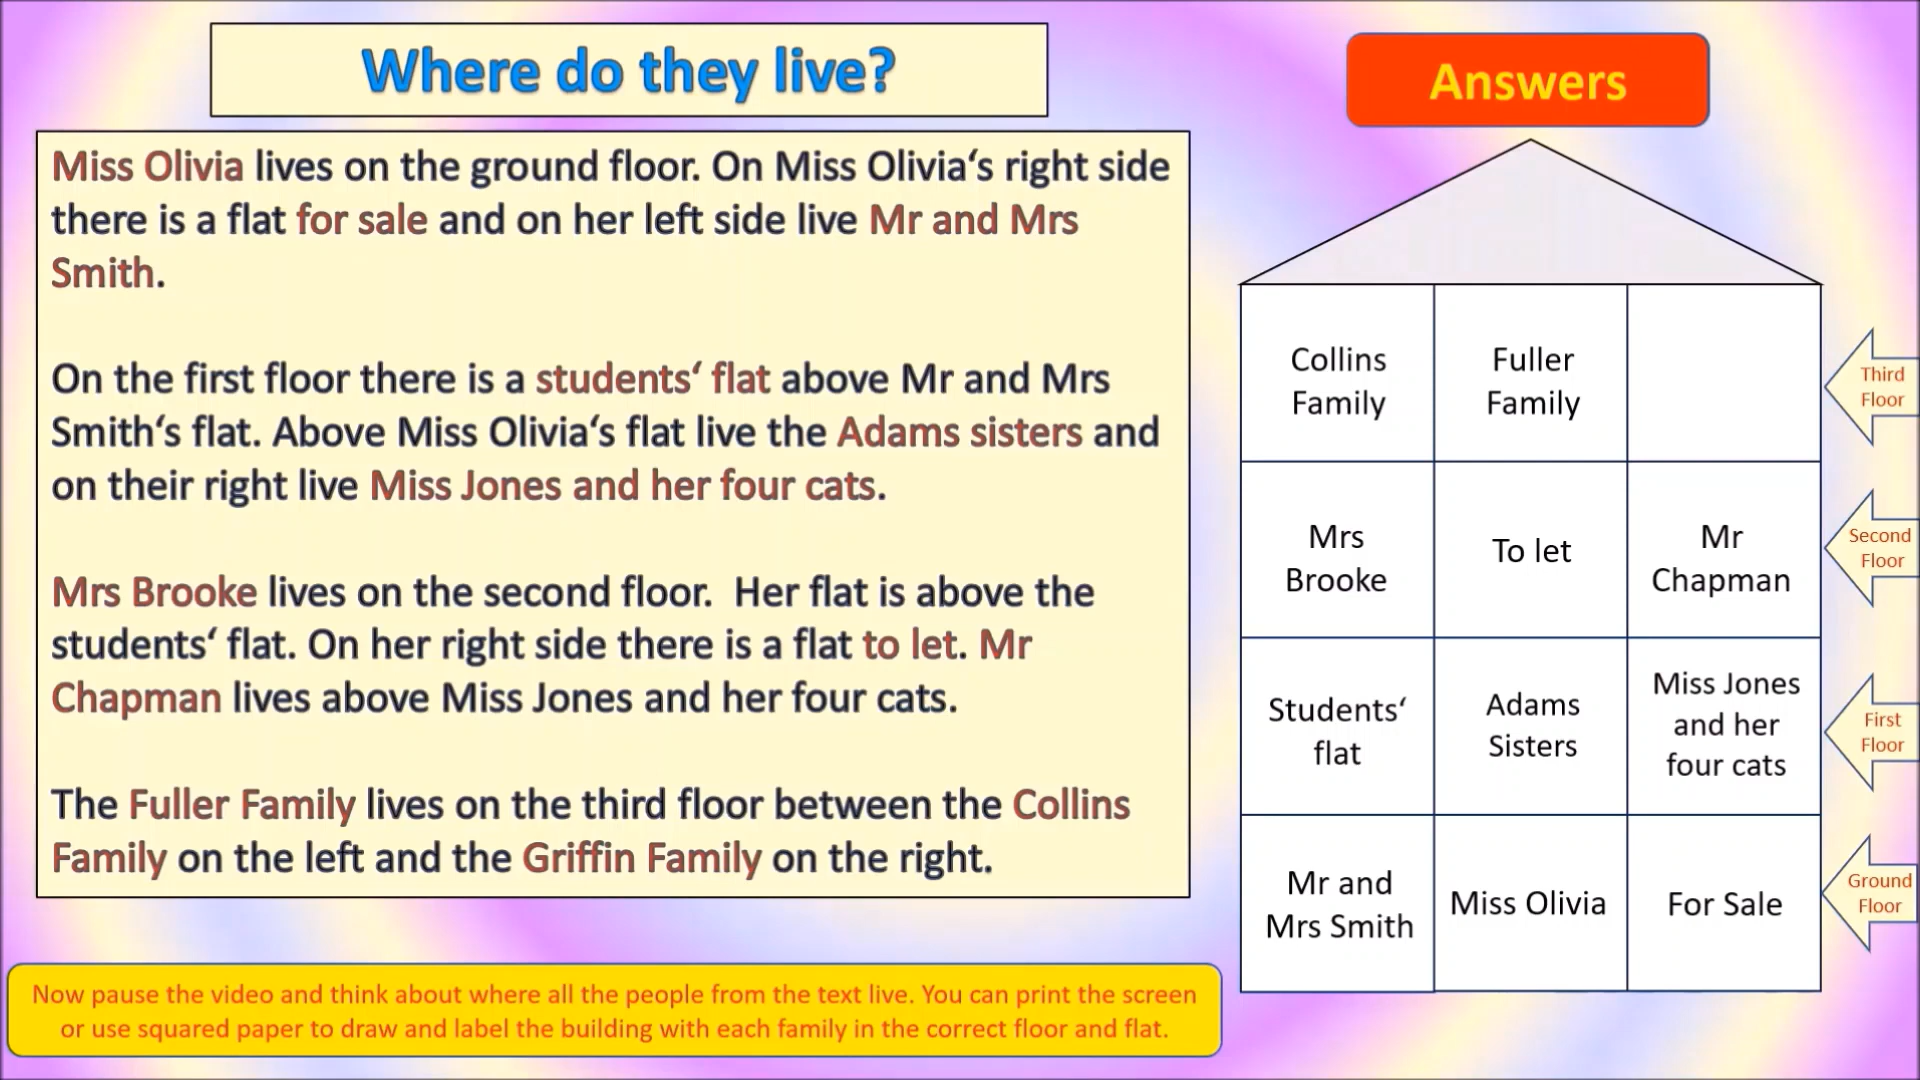 Where do they live?
Answers
Miss Olivia lives on the ground floor. On Miss Olivia‘s right side
there is a flat for sale and on her left side live Mr and Mrs
Smith.
On the first floor there is a students‘ flat above Mr and Mrs
Smith‘s flat. Above Miss Olivia‘s flat live the Adams sisters and
on their right live Miss Jones and her four cats.
Mrs Brooke lives on the second floor.  Her flat is above the
students‘ flat. On her right side there is a flat to let. Mr
Chapman lives above Miss Jones and her four cats.
The Fuller Family lives on the third floor between the Collins
Family on the left and the Griffin Family on the right.
Now pause the video and think about where all the people from the text live. You can print the screen
or use squared paper to draw and label the building with each family in the correct floor and flat.
Collins
Family
Fuller
Family
Third
Floor
Mrs
Brooke
To let
Mr
Chapman
Second
Floor
Students‘
flat
Adams
Sisters
Miss Jones
and her
four cats
First
Floor
Mr and
Mrs Smith
Miss Olivia
For Sale
Ground
Floor